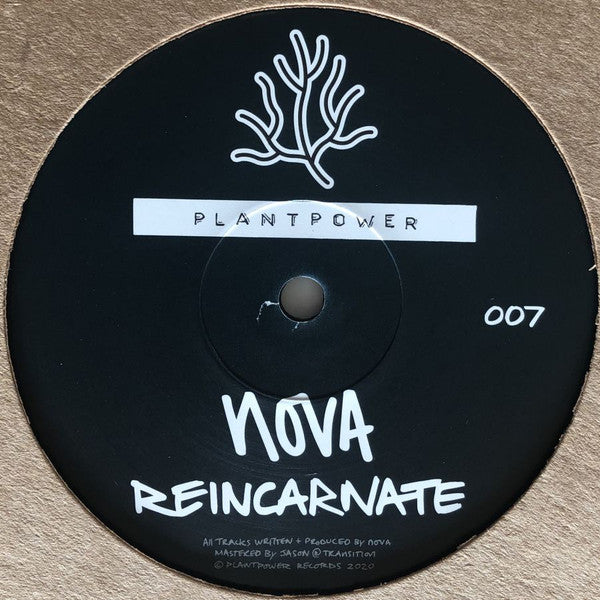 PLANTPOWER
007
NOVA
REINCARNATE
All TRACKS WRITTEN + PRODUCED BY NOVA
MASTERED BY JASON @ TRANSITION
© PLANTPOWER RECORDS 2020